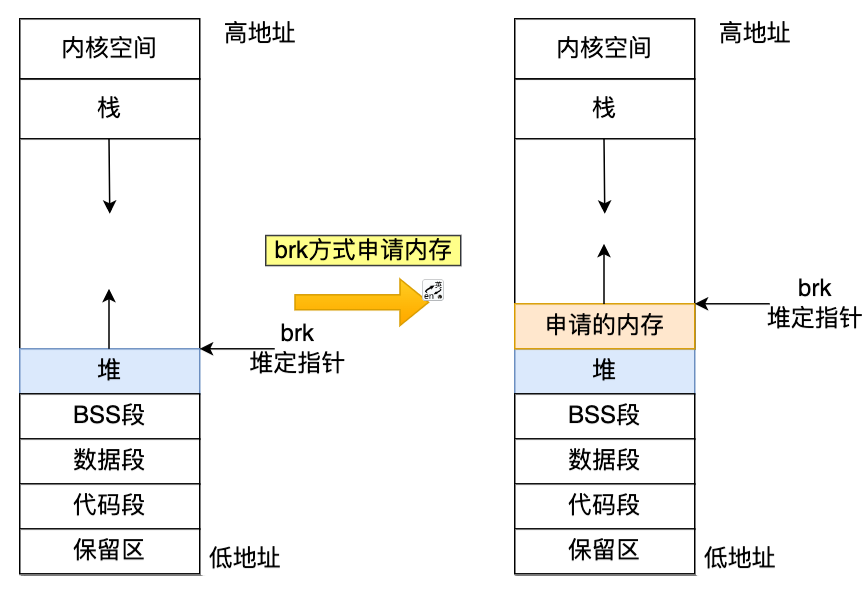 内核空间
高地址
栈
brk方式申请内存
英
en
brk
堆定指针
堆
BSS段
数据段
代码段
保留区
低地址
内核空间
高地址
栈
brk
堆定指针
申请的内存
堆
BSS段
数据段
代码段
保留区
低地址